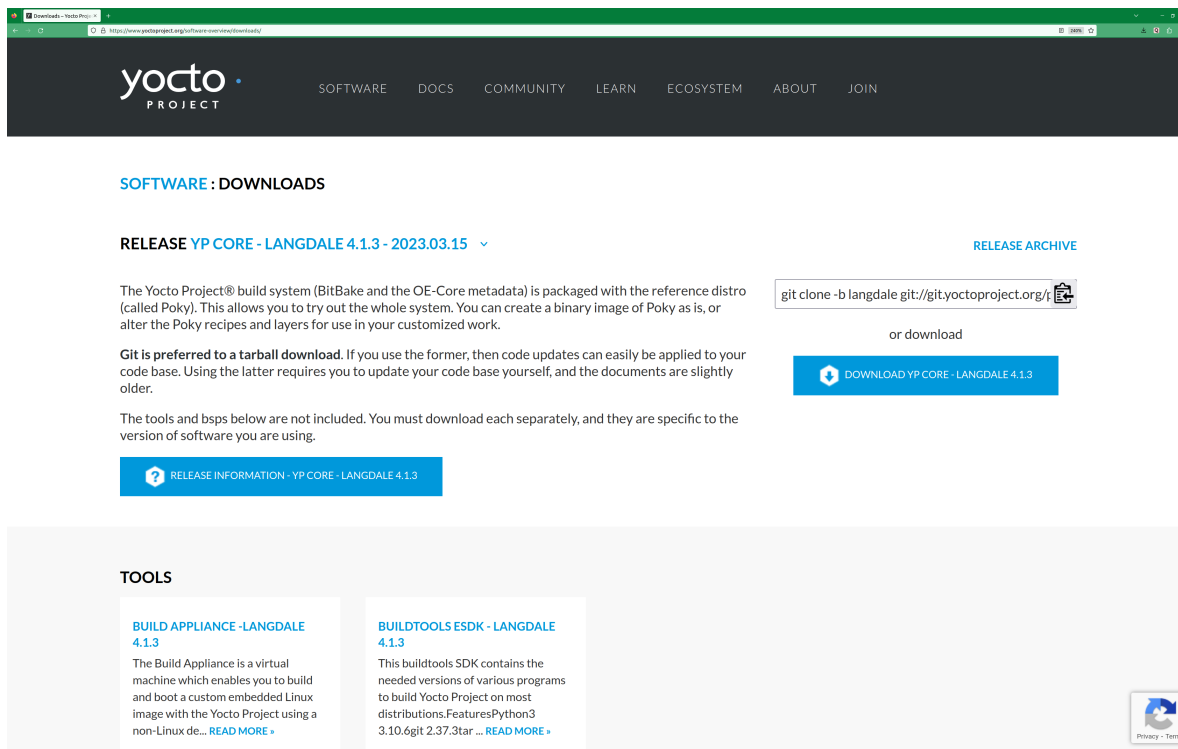 Downloads – Yocto Proje
https://www.yoctoproject.org/software-overview/downloads/
240%
yocto
PROJECT
SOFTWARE DOCS COMMUNITY LEARN ECOSYSTEM ABOUT JOIN
SOFTWARE : DOWNLOADS
RELEASE YP CORE - LANGDALE 4.1.3 - 2023.03.15
RELEASE ARCHIVE
The Yocto Project® build system (BitBake and the OE-Core metadata) is packaged with the reference distro
(called Poky). This allows you to try out the whole system. You can create a binary image of Poky as is, or
alter the Poky recipes and layers for use in your customized work.
Git is preferred to a tarball download. If you use the former, then code updates can easily be applied to your
code base. Using the latter requires you to update your code base yourself, and the documents are slightly
older.
The tools and bsps below are not included. You must download each separately, and they are specific to the
version of software you are using.
RELEASE INFORMATION - YP CORE - LANGDALE 4.1.3
git clone -b langdale git://git.yoctoproject.org/p
or download
DOWNLOAD YP CORE - LANGDALE 4.1.3
TOOLS
BUILD APPLIANCE -LANGDALE
4.1.3
The Build Appliance is a virtual
machine which enables you to build
and boot a custom embedded Linux
image with the Yocto Project using a
non-Linux de... READ MORE »
BUILDTOOLS ESDK - LANGDALE
4.1.3
This buildtools SDK contains the
needed versions of various programs
to build Yocto Project on most
distributions.FeaturesPython3
3.10.6git 2.37.3tar ... READ MORE »
Privacy - Tern